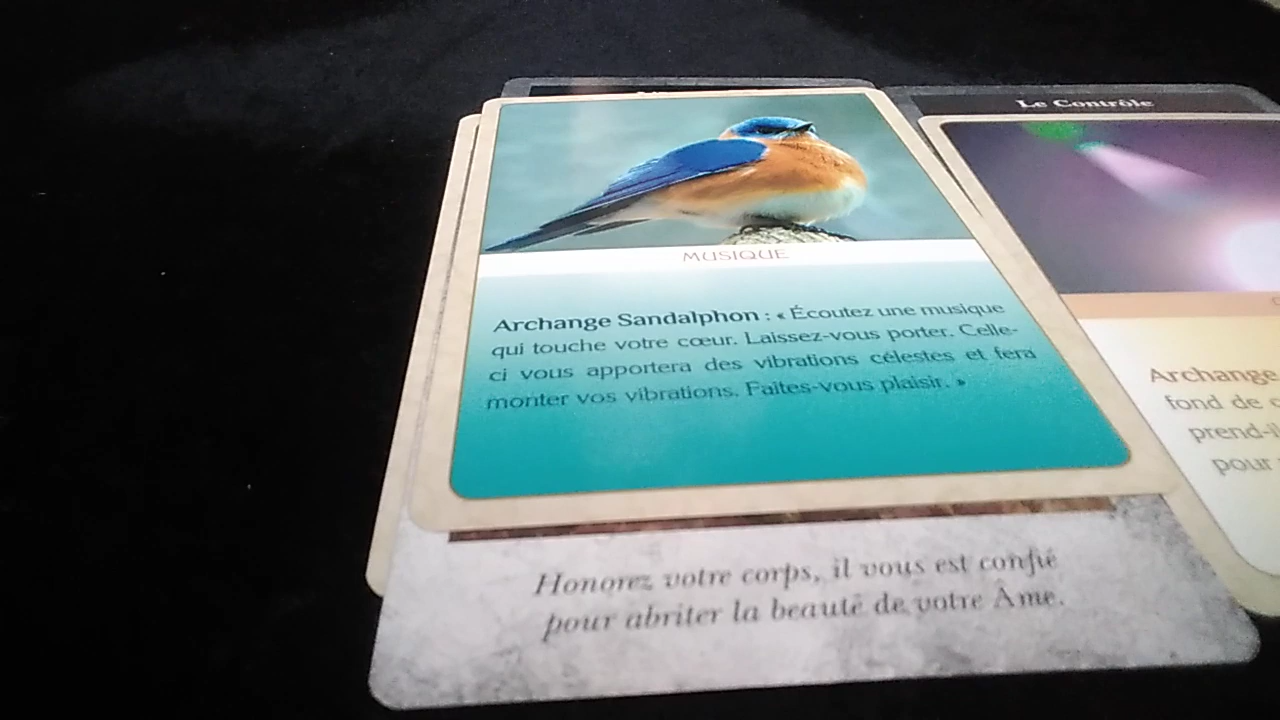 Le Contrôle
MUSIQUE
Archange Sandalphon : « Écoutez une musique
qui touche votre cœur. Laissez-vous porter. Celle-
ci vous apportera des vibrations célestes et fera
monter vos vibrations. Faites-vous plaisir. »
Honorez votre corps, il vous est confié
pour abriter la beauté de votre Âme.
Archange
fond de
pour